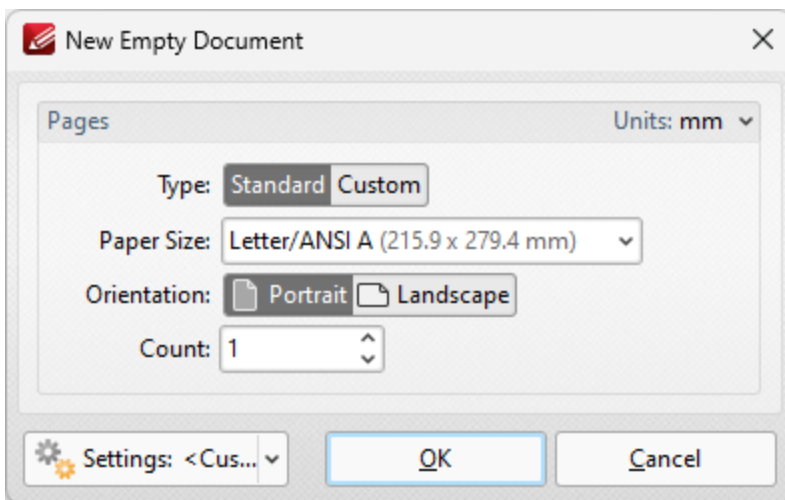 New Empty Document
Pages Units: mm
Type: Standard Custom
Paper Size: Letter/ANSI A (215.9 x 279.4 mm)
Orientation: Portrait Landscape
Count: 1
Settings: <Cus... OK Cancel